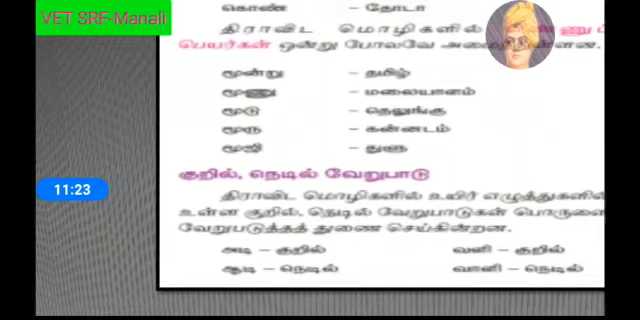 VET SRF-Manali
கொண் – தோடா
திராவிட மொழிகளில்
பெயர்கள் ஒன்று போலவே
மூன்று – தமிழ்
மூணு – மலையாளம்
மூடு – தெலுங்கு
மூரு – கன்னடம்
மூஜி – துளு
குறில், நெடில் வேறுபாடு
11:23
திராவிட மொழிகளில் உயிர் எழுத்துகளில்
உள்ள குறில், நெடில் வேறுபாடுகள்
வேறுபடுத்தத் துணை செய்கின்றன.
அடி – குறில் வளி – குறில்
ஆடி – நெடில் வாளி – நெடில்